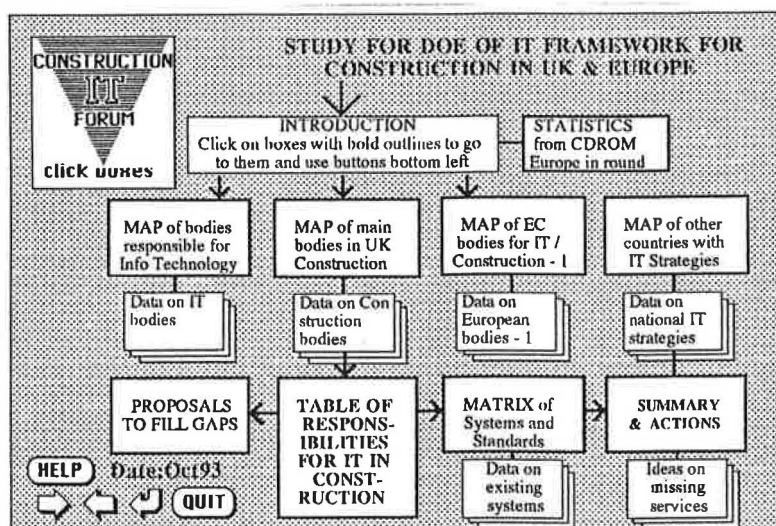 CONSTRUCTION
IT
FORUM
click boxes
STUDY FOR DOE OF IT FRAMEWORK FOR
CONSTRUCTION IN UK & EUROPE
INTRODUCTION
Click on boxes with bold outlines to go
to them and use buttons bottom left
STATISTICS
from CDROM
Europe in round
MAP of bodies
responsible for
Info Technology
MAP of main
bodies in UK
Construction
MAP of EC
bodies for IT /
Construction - 1
MAP of other
countries with
IT Strategies
Data on IT
bodies
Data on Con
struction
bodies
Data on
European
bodies - 1
Data on
national IT
strategies
PROPOSALS
TO FILL GAPS
TABLE OF
RESPONS-
IBILITIES
FOR IT IN
CONST-
RUCTION
MATRIX of
Systems and
Standards
SUMMARY
& ACTIONS
Data on
existing
systems
Ideas on
missing
services
HELP
Date:Oct93
QUIT